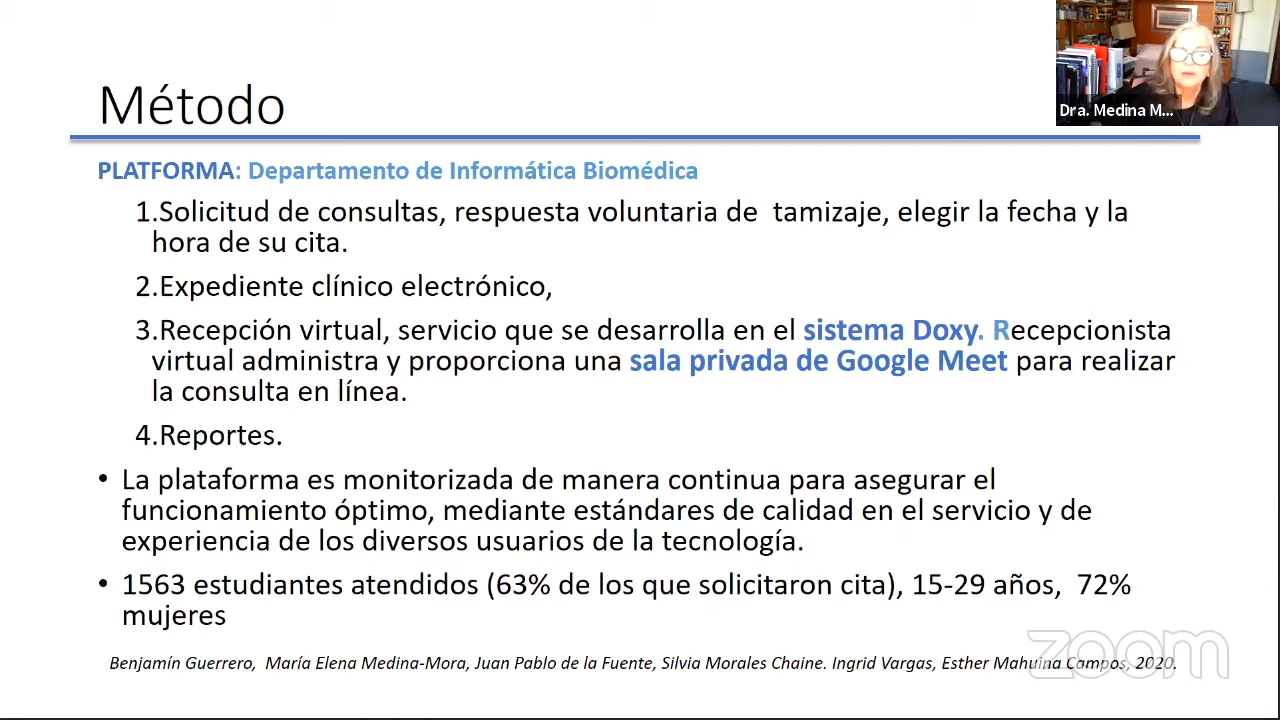 Método
Dra. Medina M...
PLATFORMA: Departamento de Informática Biomédica
1.Solicitud de consultas, respuesta voluntaria de tamizaje, elegir la fecha y la
hora de su cita.
2.Expediente clínico electrónico,
3.Recepción virtual, servicio que se desarrolla en el sistema Doxy. Recepcionista
virtual administra y proporciona una sala privada de Google Meet para realizar
la consulta en línea.
4.Reportes.
• La plataforma es monitorizada de manera continua para asegurar el
funcionamiento óptimo, mediante estándares de calidad en el servicio y de
experiencia de los diversos usuarios de la tecnología.
• 1563 estudiantes atendidos (63% de los que solicitaron cita), 15-29 años, 72%
mujeres
Benjamín Guerrero, María Elena Medina-Mora, Juan Pablo de la Fuente, Silvia Morales Chaine. Ingrid Vargas, Esther Mahuina Campos, 2020.
zoom